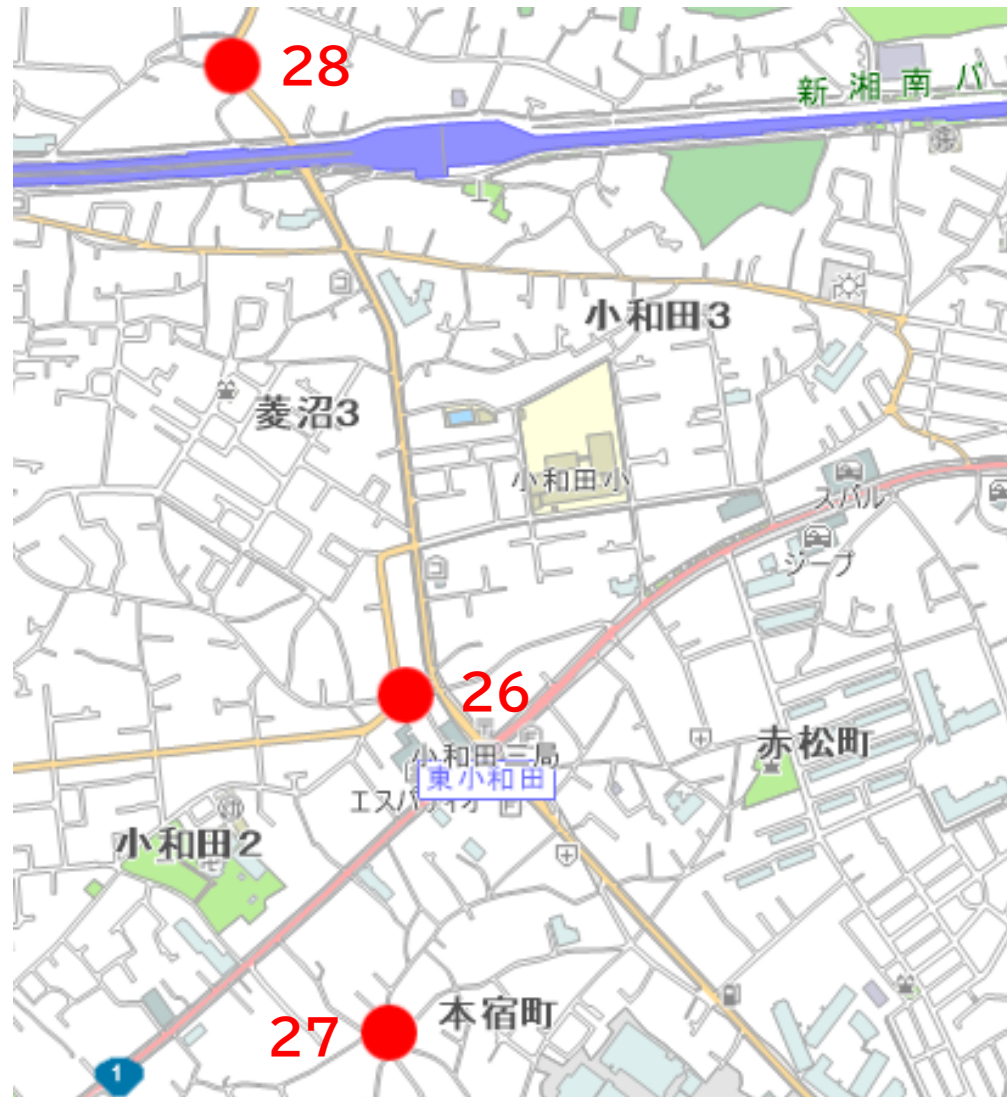 28
新湘南バ
小和田3
菱沼3
小和田小
スバル
ジープ
26
小和田三局
赤松町
東小和田
エスパティオ
小和田2
本宿町
27
1